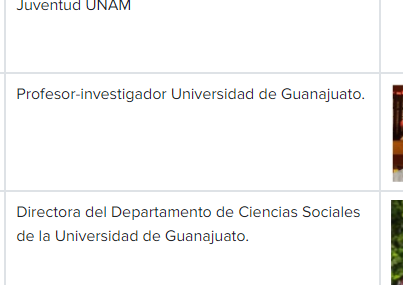 Juventud UNAM
Profesor-investigador Universidad de Guanajuato.
Directora del Departamento de Ciencias Sociales
de la Universidad de Guanajuato.